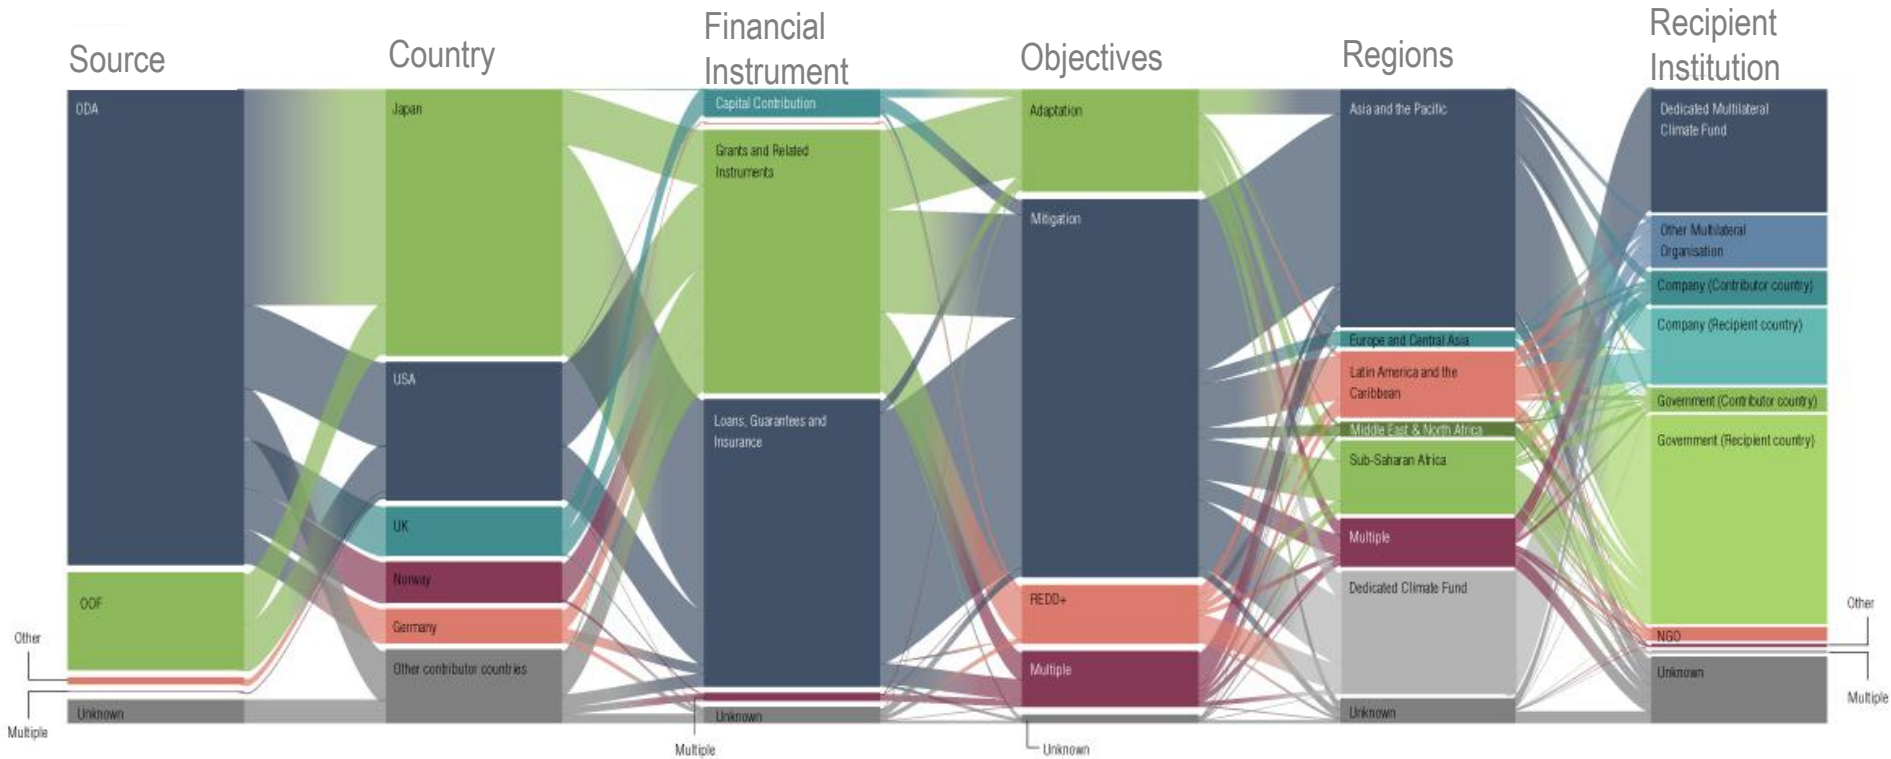 Source
Country
Financial
Instrument
Objectives
Regions
Recipient
Institution
ODA
OOF
Other
Multiple
Unknown
Japan
USA
UK
Norway
Germany
Other contributor countries
Capital Contribution
Grants and Related
Instruments
Loans, Guarantees and
Insurance
Multiple
Unknown
Adaptation
Mitigation
REDD+
Multiple
Unknown
Asia and the Pacific
Europe and Central Asia
Latin America and the
Caribbean
Middle East & North Africa
Sub-Saharan Africa
Multiple
Dedicated Climate Fund
Unknown
Dedicated Multilateral
Climate Fund
Other Multilateral
Organisation
Company (Contributor country)
Company (Recipient country)
Government (Contributor country)
Government (Recipient country)
NGO
Other
Multiple
Unknown